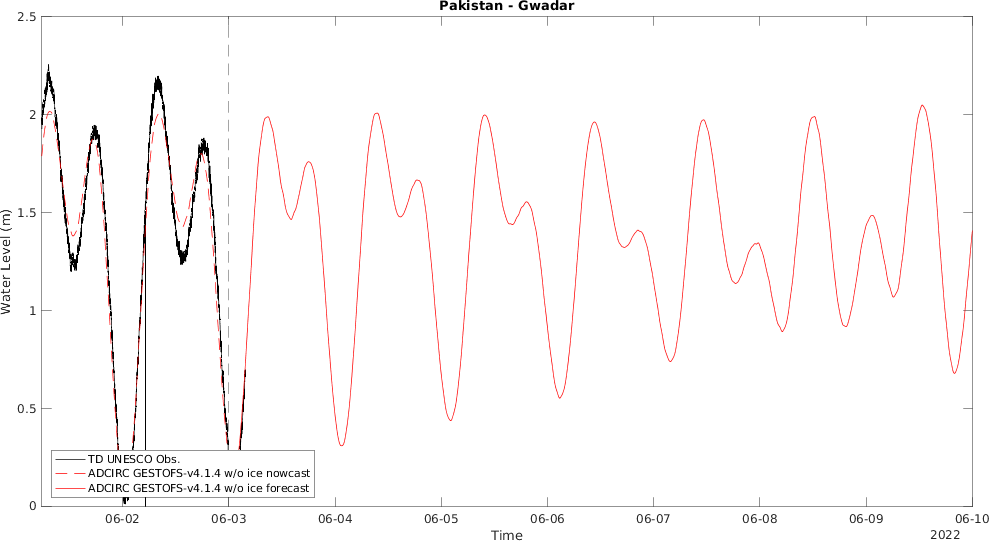 Pakistan - Gwadar
2.5
2
1.5
1
0.5
0
Water Level (m)
TD UNESCO Obs.
ADCIRC GESTOFS-v4.1.4 w/o ice nowcast
ADCIRC GESTOFS-v4.1.4 w/o ice forecast
06-02 06-03 06-04 06-05 06-06 06-07 06-08 06-09 06-10
Time
2022